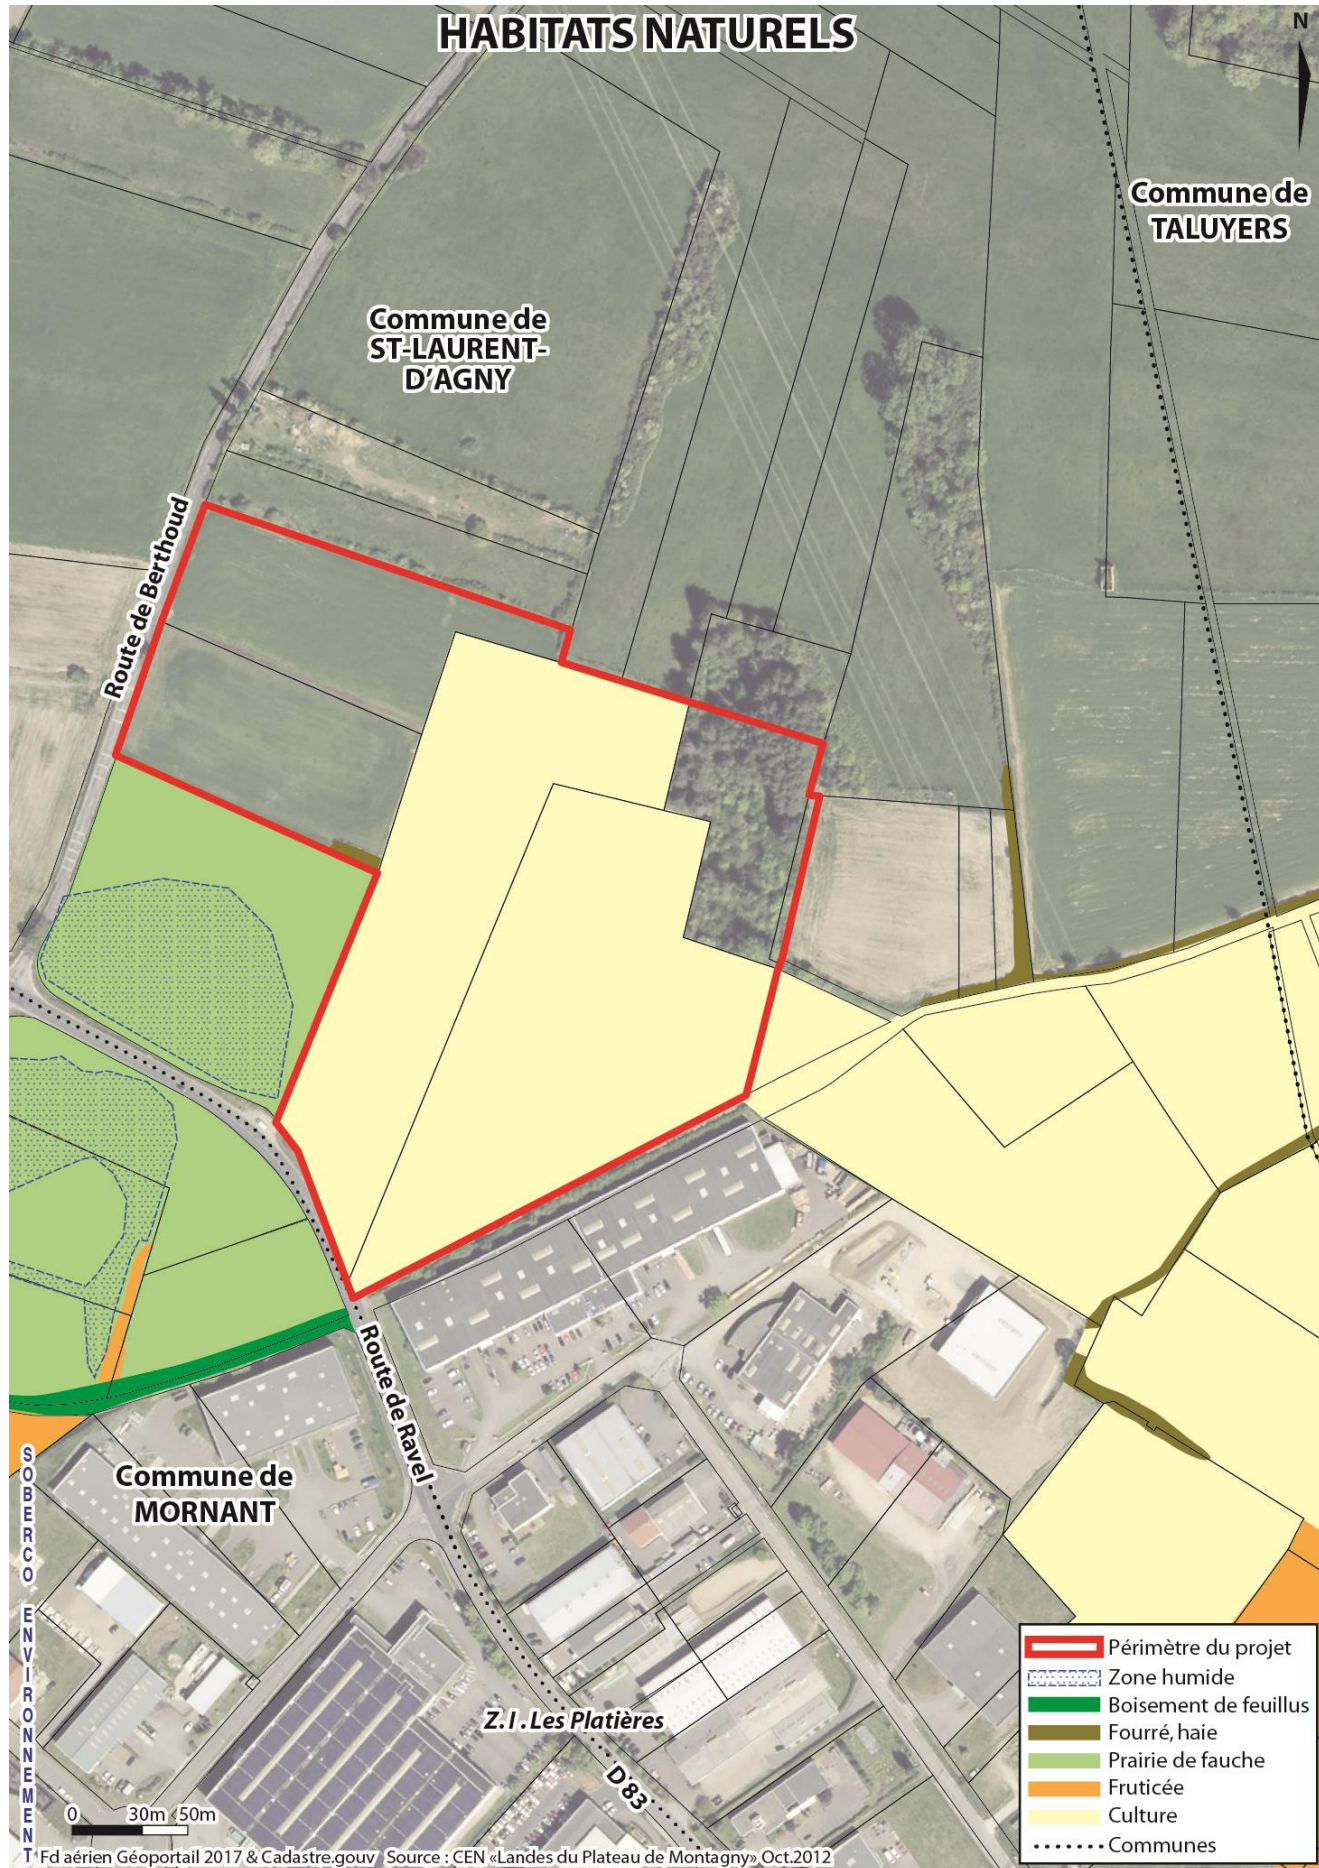 HABITATS NATURELS
N
Commune de
TALUYERS
Commune de
ST-LAURENT-
D'AGNY
Route de Berthoud
Route de Ravel
Commune de
MORNANT
Z.I. Les Platières
D83
SOBERCO ENVIRONNEMENT
Périmètre du projet
Zone humide
Boisement de feuillus
Fourré, haie
Prairie de fauche
Fruticée
Culture
Communes
0 30m 50m
Fd aérien Géoportail 2017 & Cadastre.gouv Source : CEN «Landes du Plateau de Montagny» Oct.2012